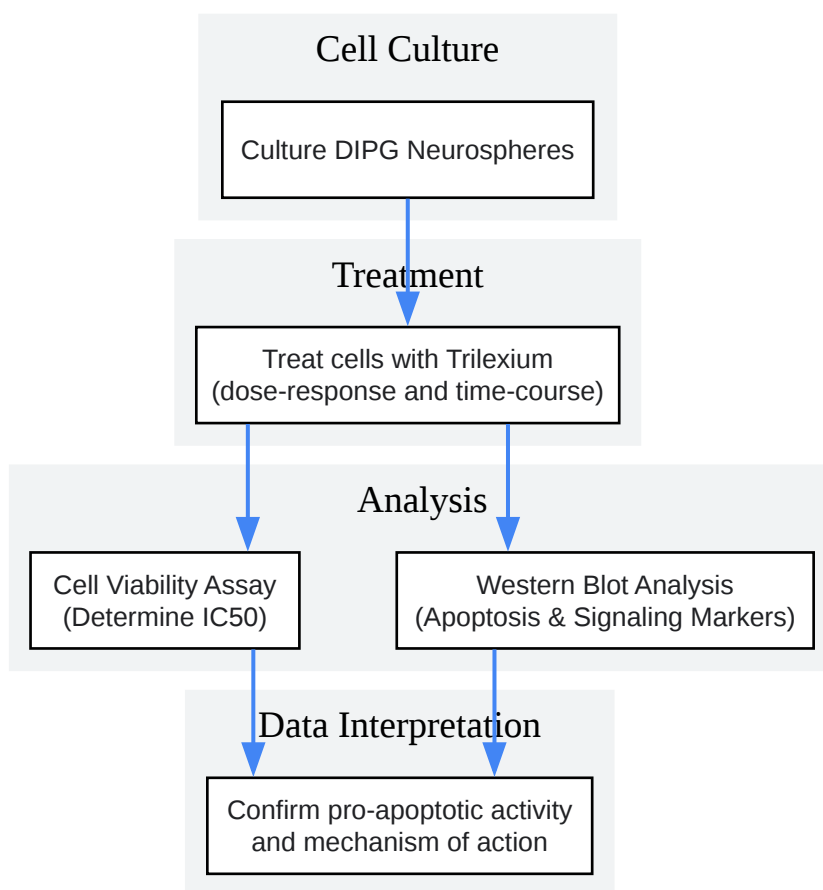 Cell Culture
Culture DIPG Neurospheres
Treatment
Treat cells with Trilexium
(dose-response and time-course)
Analysis
Cell Viability Assay
(Determine IC50)
Western Blot Analysis
(Apoptosis & Signaling Markers)
Data Interpretation
Confirm pro-apoptotic activity
and mechanism of action